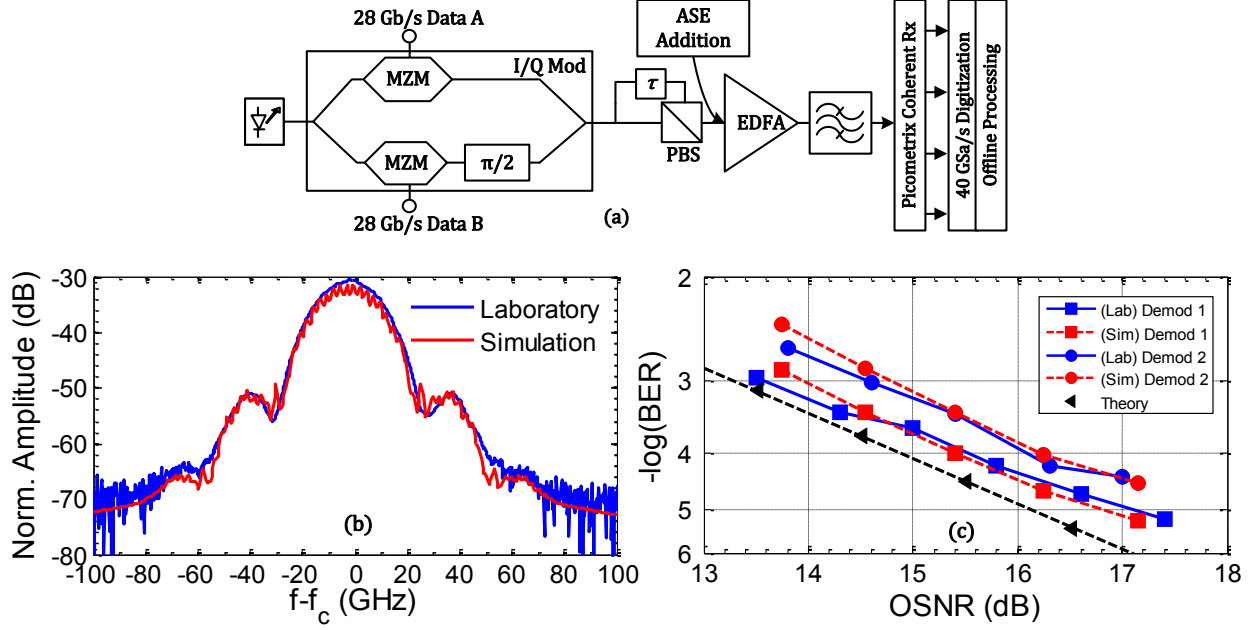 28 Gb/s Data A
I/Q Mod
MZM
MZM
π/2
28 Gb/s Data B
τ
PBS
ASE
Addition
EDFA
Picometrix Coherent Rx
40 GSa/s Digitization
Offline Processing
(a)
Norm. Amplitude (dB)
-30
-40
-50
-60
-70
-80
-100 -80 -60 -40 -20 0 20 40 60 80 100
f-fc (GHz)
Laboratory
Simulation
(b)
-log(BER)
2
3
4
5
6
13 14 15 16 17 18
OSNR (dB)
(Lab) Demod 1
(Sim) Demod 1
(Lab) Demod 2
(Sim) Demod 2
Theory
(c)